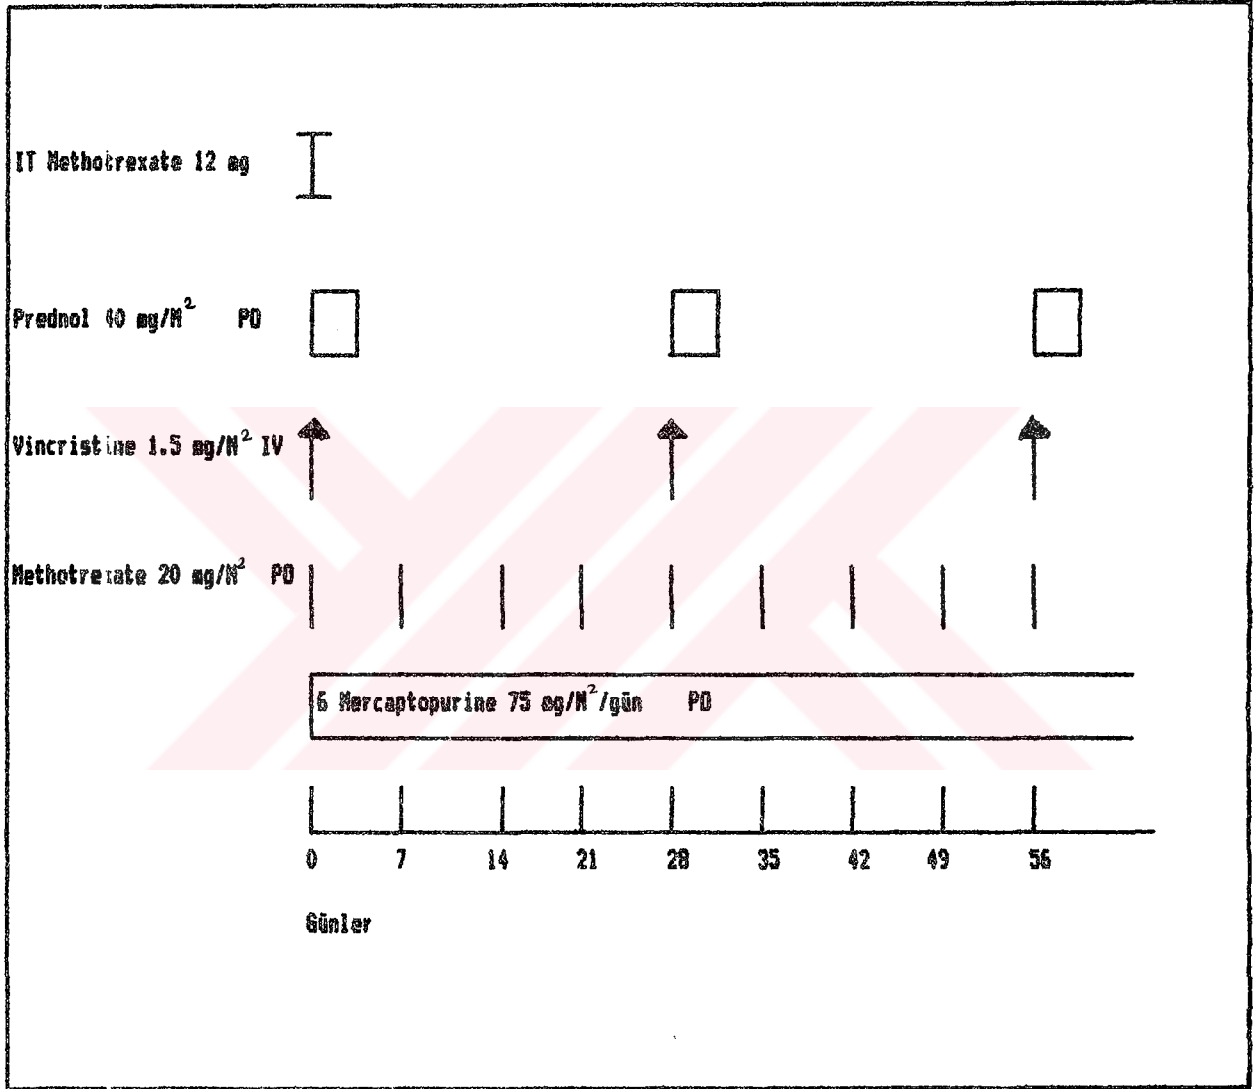 IT Methotrexate 12 mg
Prednol 40 mg/M² PO
Vincristine 1.5 mg/M² IV
Methotrexate 20 mg/M² PO
6 Mercaptopurine 75 mg/M²/gün PO
0 7 14 21 28 35 42 49 56
Günler